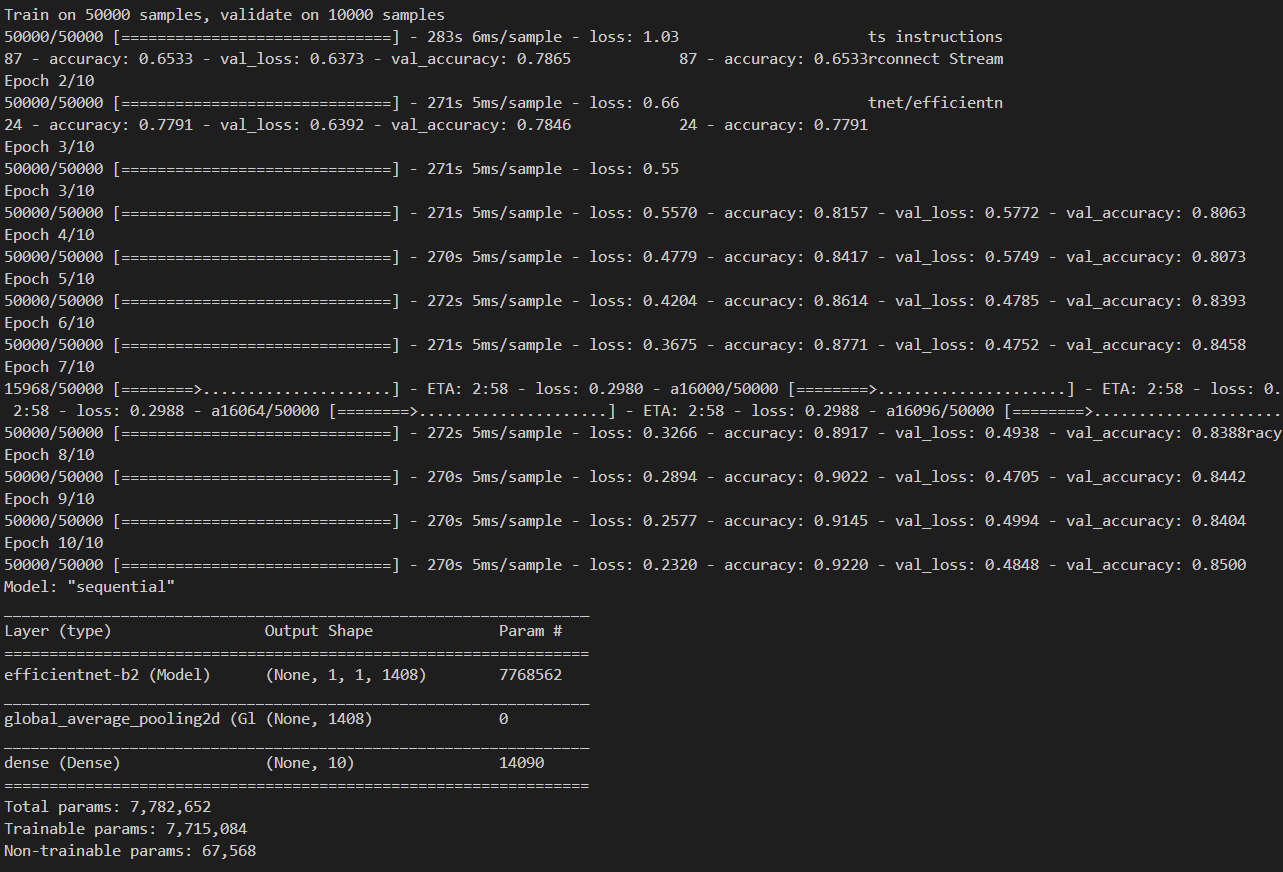 Train on 50000 samples, validate on 10000 samples
50000/50000 [==============================] - 283s 6ms/sample - loss: 1.03                     ts instructions
87 - accuracy: 0.6533 - val_loss: 0.6373 - val_accuracy: 0.7865            87 - accuracy: 0.6533rconnect Stream
Epoch 2/10
50000/50000 [==============================] - 271s 5ms/sample - loss: 0.66                     tnet/efficientn
24 - accuracy: 0.7791 - val_loss: 0.6392 - val_accuracy: 0.7846            24 - accuracy: 0.7791
Epoch 3/10
50000/50000 [==============================] - 271s 5ms/sample - loss: 0.55
Epoch 3/10
50000/50000 [==============================] - 271s 5ms/sample - loss: 0.5570 - accuracy: 0.8157 - val_loss: 0.5772 - val_accuracy: 0.8063
Epoch 4/10
50000/50000 [==============================] - 270s 5ms/sample - loss: 0.4779 - accuracy: 0.8417 - val_loss: 0.5749 - val_accuracy: 0.8073
Epoch 5/10
50000/50000 [==============================] - 272s 5ms/sample - loss: 0.4204 - accuracy: 0.8614 - val_loss: 0.4785 - val_accuracy: 0.8393
Epoch 6/10
50000/50000 [==============================] - 271s 5ms/sample - loss: 0.3675 - accuracy: 0.8771 - val_loss: 0.4752 - val_accuracy: 0.8458
Epoch 7/10
15968/50000 [========>.....................] - ETA: 2:58 - loss: 0.2980 - a16000/50000 [========>.....................] - ETA: 2:58 - loss: 0.
 2:58 - loss: 0.2988 - a16064/50000 [========>.....................] - ETA: 2:58 - loss: 0.2988 - a16096/50000 [========>.....................
50000/50000 [==============================] - 272s 5ms/sample - loss: 0.3266 - accuracy: 0.8917 - val_loss: 0.4938 - val_accuracy: 0.8388racy
Epoch 8/10
50000/50000 [==============================] - 270s 5ms/sample - loss: 0.2894 - accuracy: 0.9022 - val_loss: 0.4705 - val_accuracy: 0.8442
Epoch 9/10
50000/50000 [==============================] - 270s 5ms/sample - loss: 0.2577 - accuracy: 0.9145 - val_loss: 0.4994 - val_accuracy: 0.8404
Epoch 10/10
50000/50000 [==============================] - 270s 5ms/sample - loss: 0.2320 - accuracy: 0.9220 - val_loss: 0.4848 - val_accuracy: 0.8500
Model: "sequential"
_________________________________________________________________
Layer (type)                 Output Shape              Param #
=================================================================
efficientnet-b2 (Model)      (None, 1, 1, 1408)        7768562
_________________________________________________________________
global_average_pooling2d (Gl (None, 1408)              0
_________________________________________________________________
dense (Dense)                (None, 10)                14090
=================================================================
Total params: 7,782,652
Trainable params: 7,715,084
Non-trainable params: 67,568